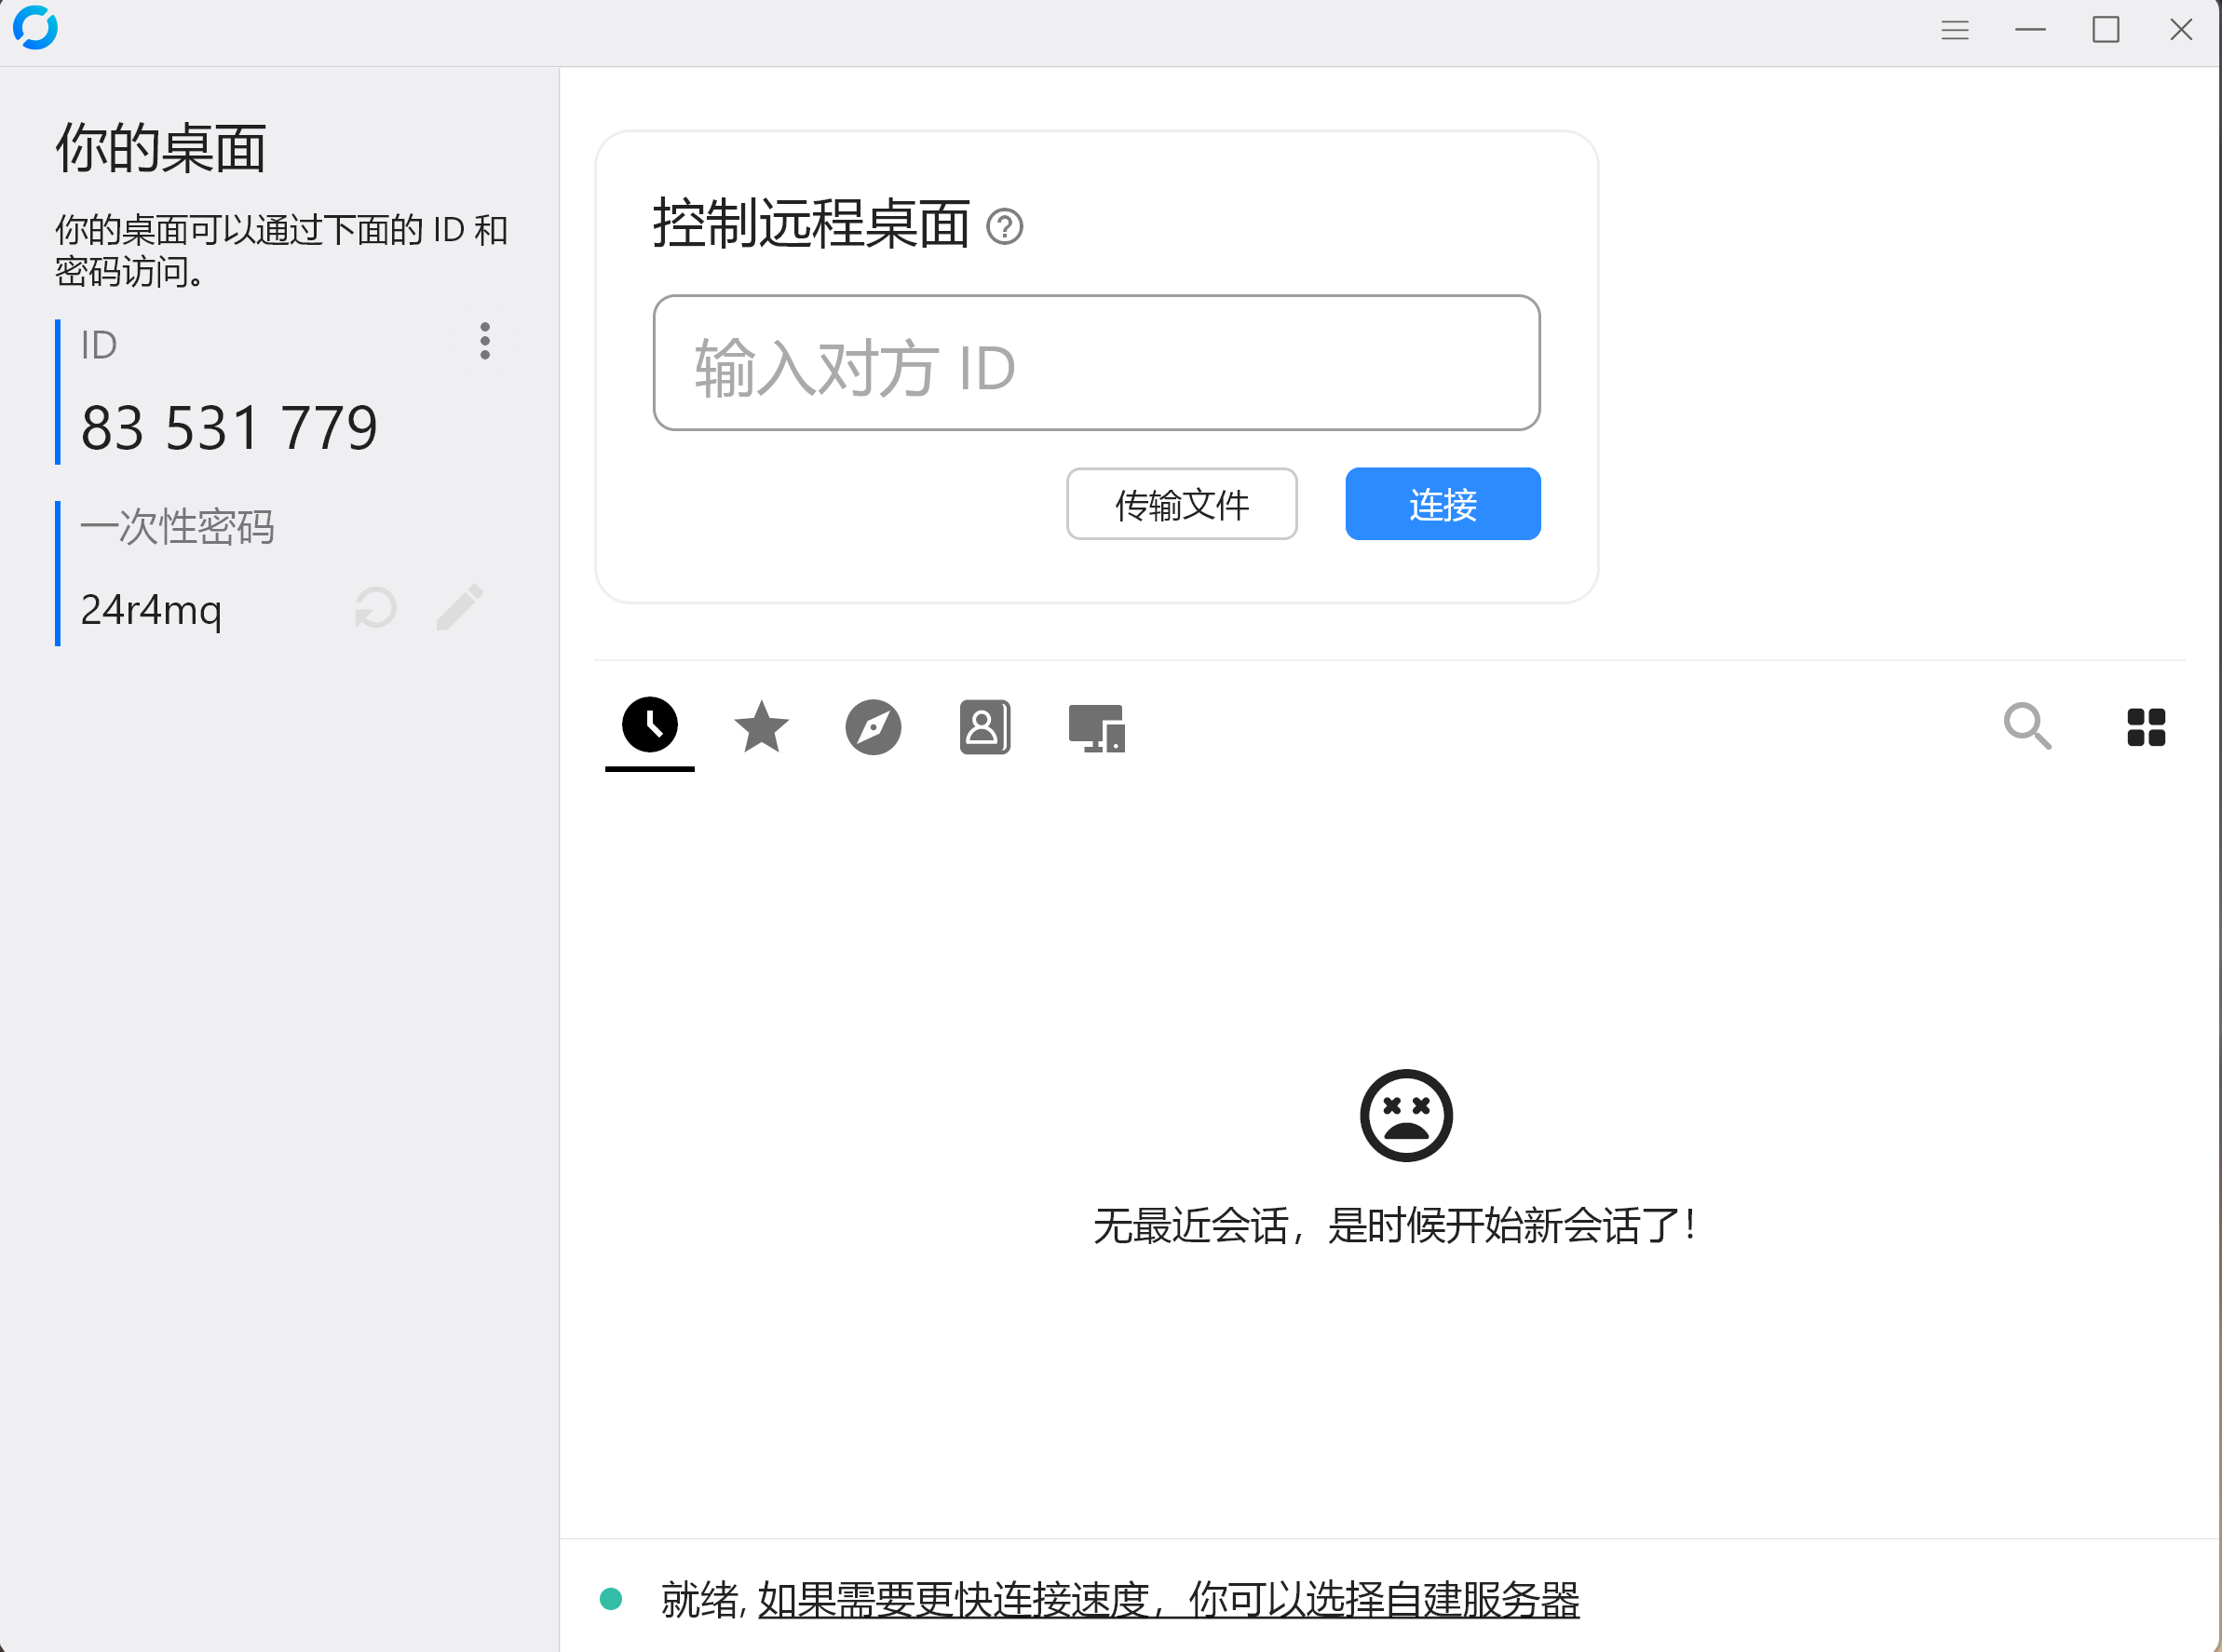 你的桌面
你的桌面可以通过下面的 ID 和
密码访问。
ID
83 531 779
一次性密码
24r4mq
控制远程桌面
输入对方 ID
传输文件
连接
无最近会话，是时候开始新会话了！
就绪, 如果需要更快连接速度，你可以选择自建服务器